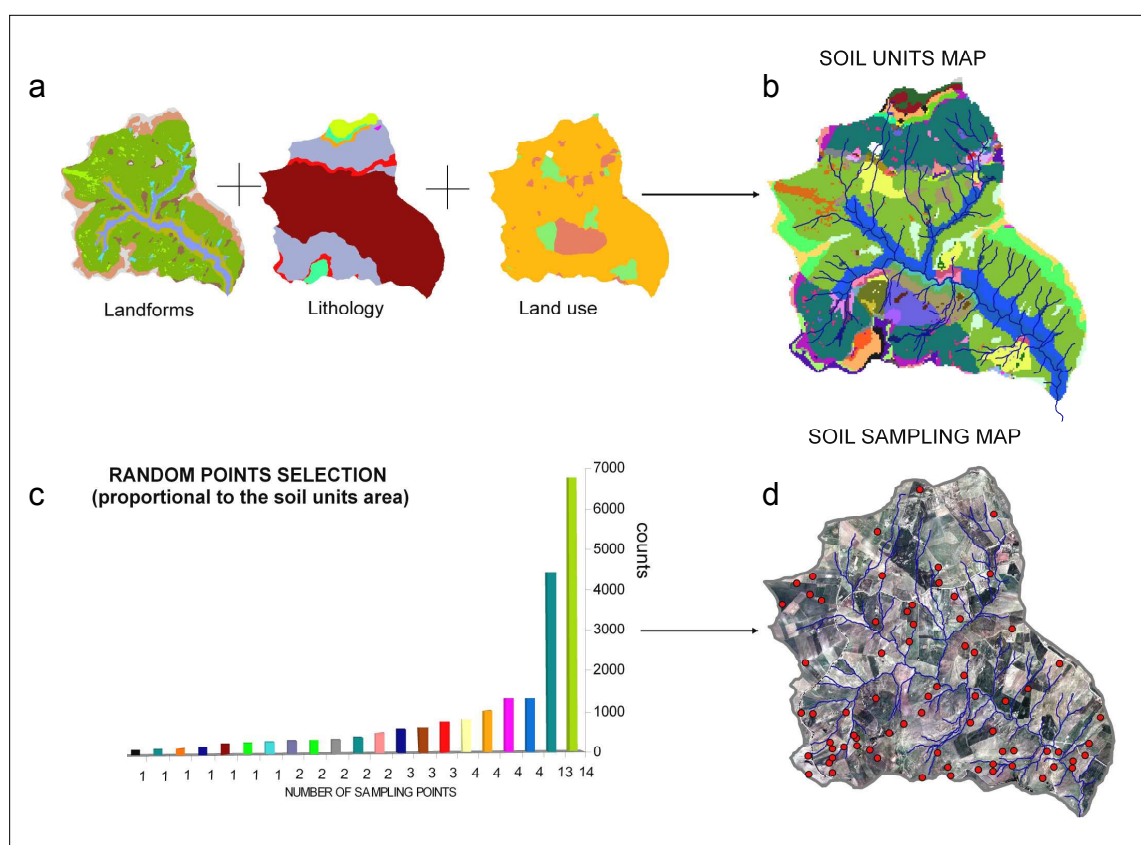 SOIL UNITS MAP
a
b
Landforms
Lithology
Land use
SOIL SAMPLING MAP
RANDOM POINTS SELECTION
(proportional to the soil units area)
c
d
7000
6000
5000
4000
3000
2000
1000
0
counts
1 1 1 1 1 1 1 2 2 2 2 2 3 3 3 4 4 4 4 13 14
NUMBER OF SAMPLING POINTS